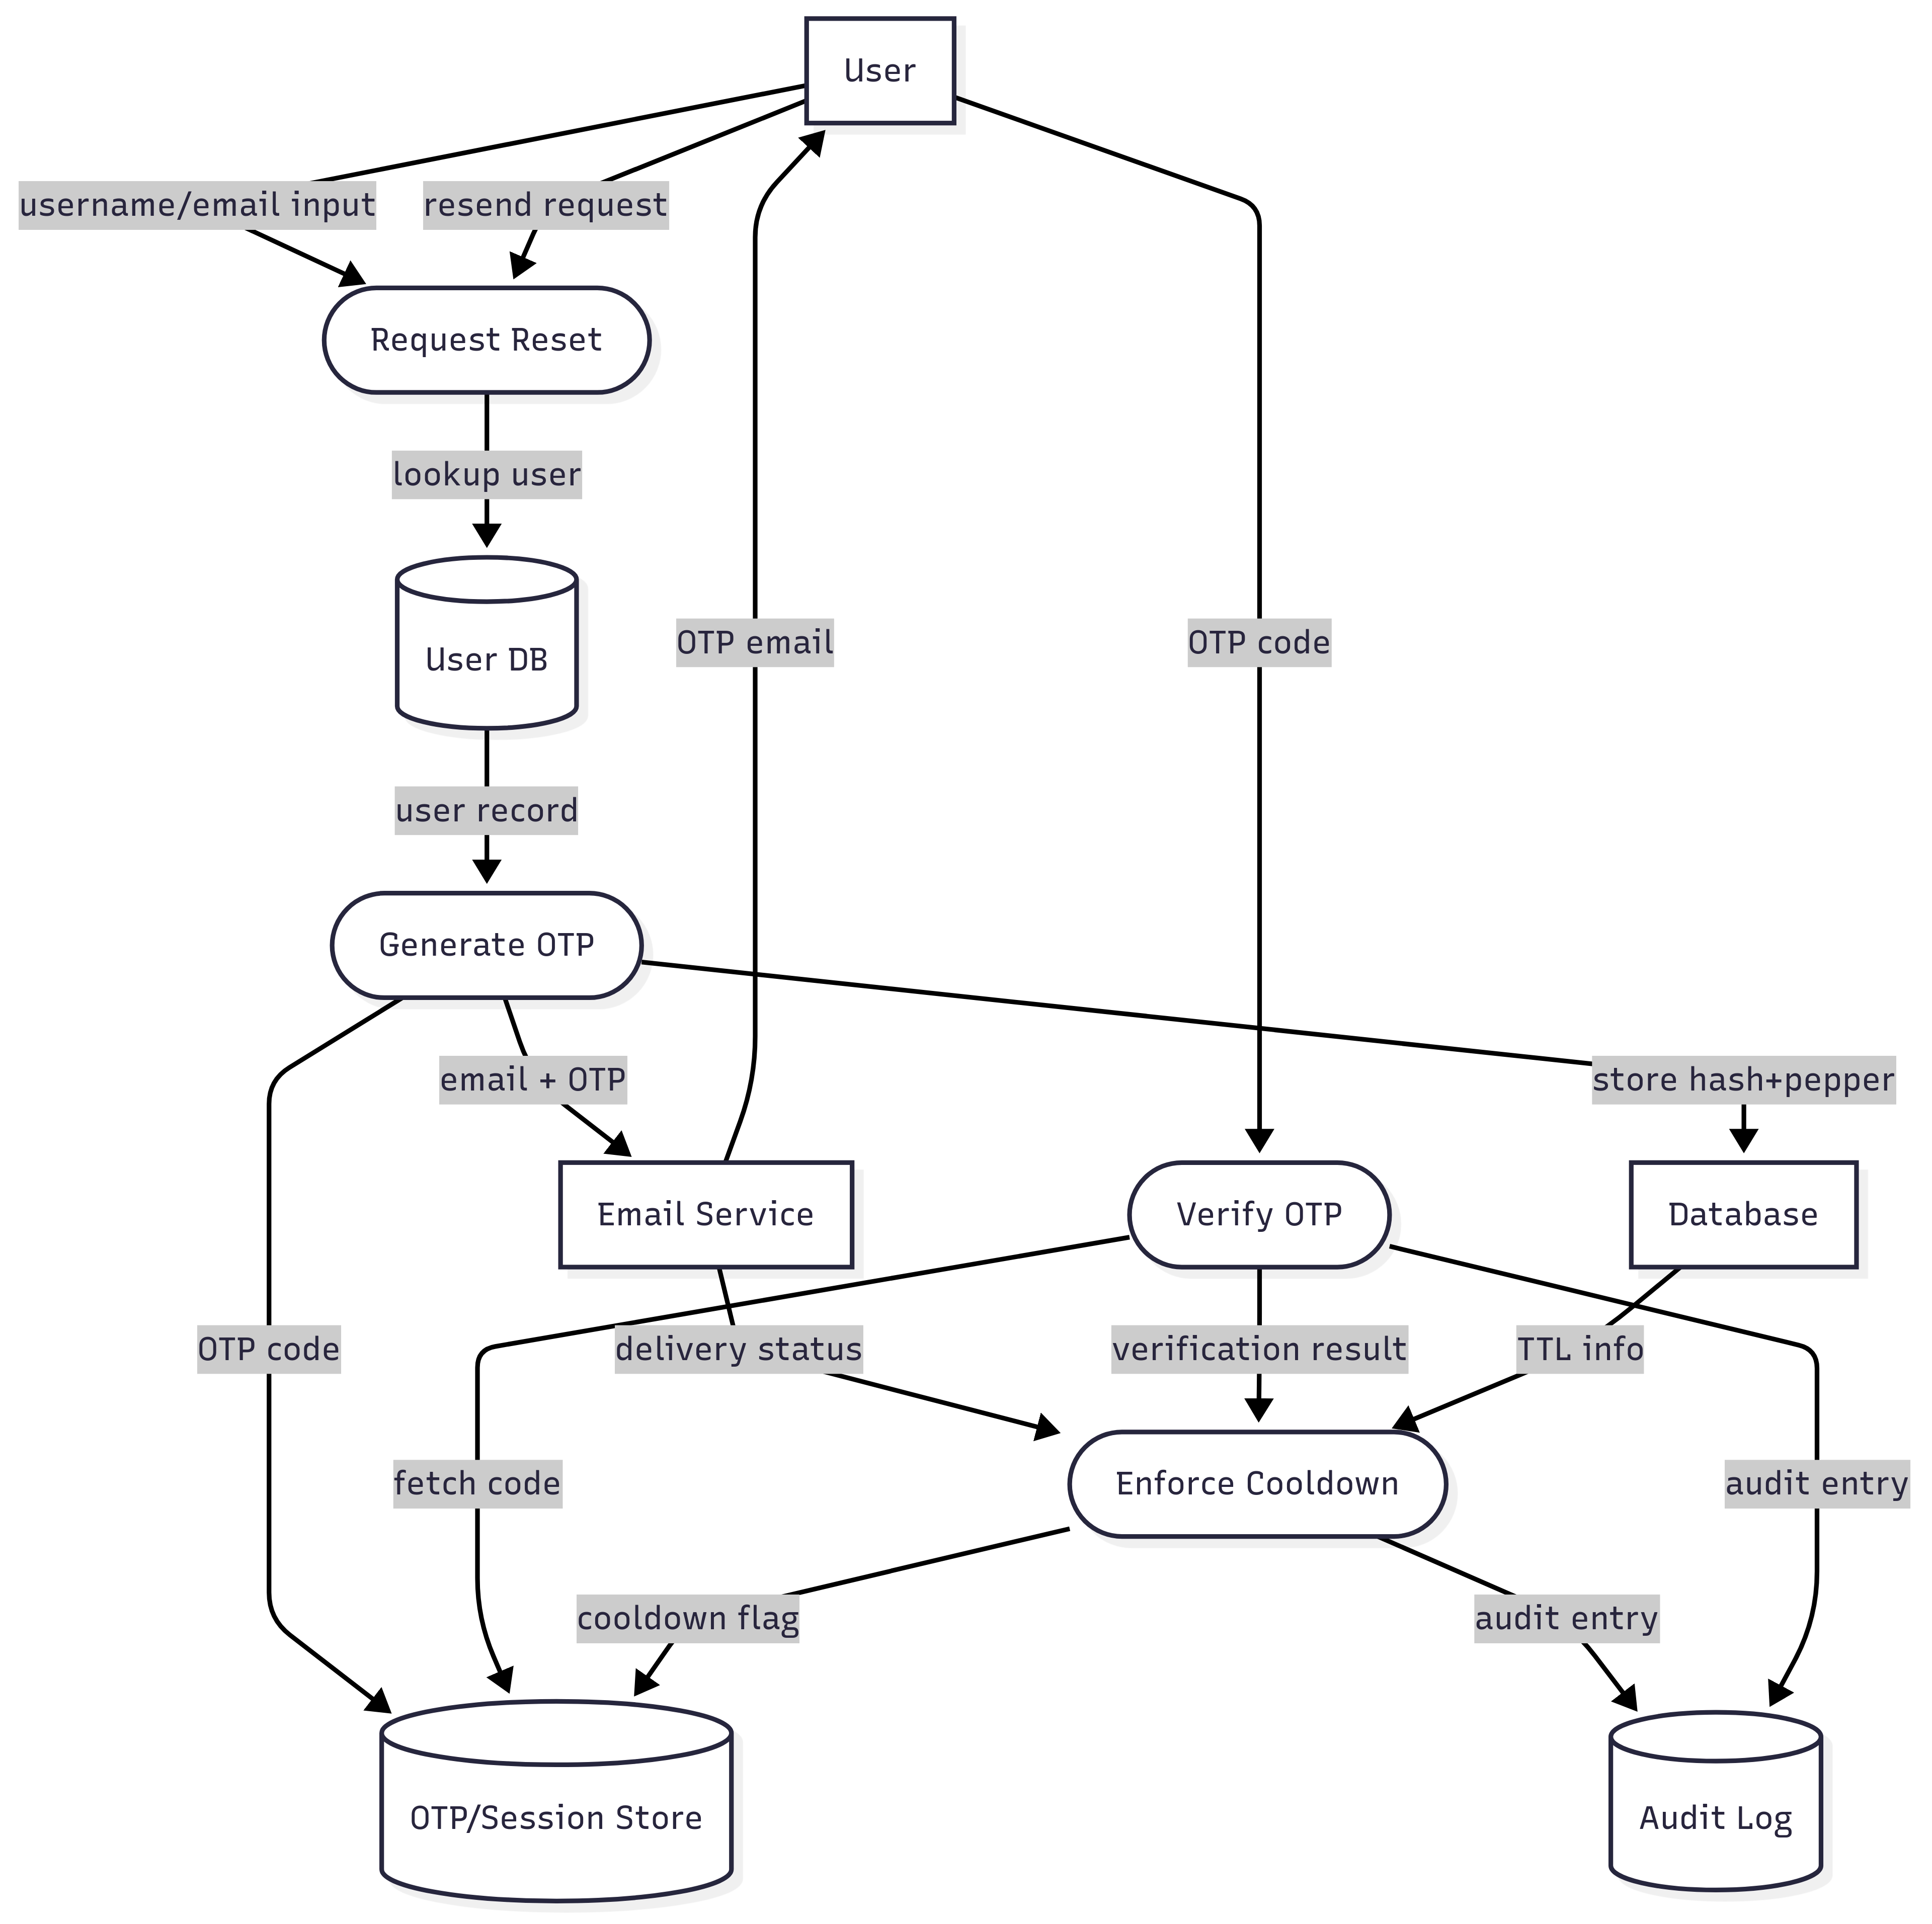 User
username/email input
resend request
Request Reset
lookup user
User DB
OTP email
OTP code
user record
Generate OTP
email + OTP
store hash+pepper
Email Service
Verify OTP
Database
OTP code
delivery status
verification result
TTL info
fetch code
Enforce Cooldown
audit entry
cooldown flag
audit entry
OTP/Session Store
Audit Log